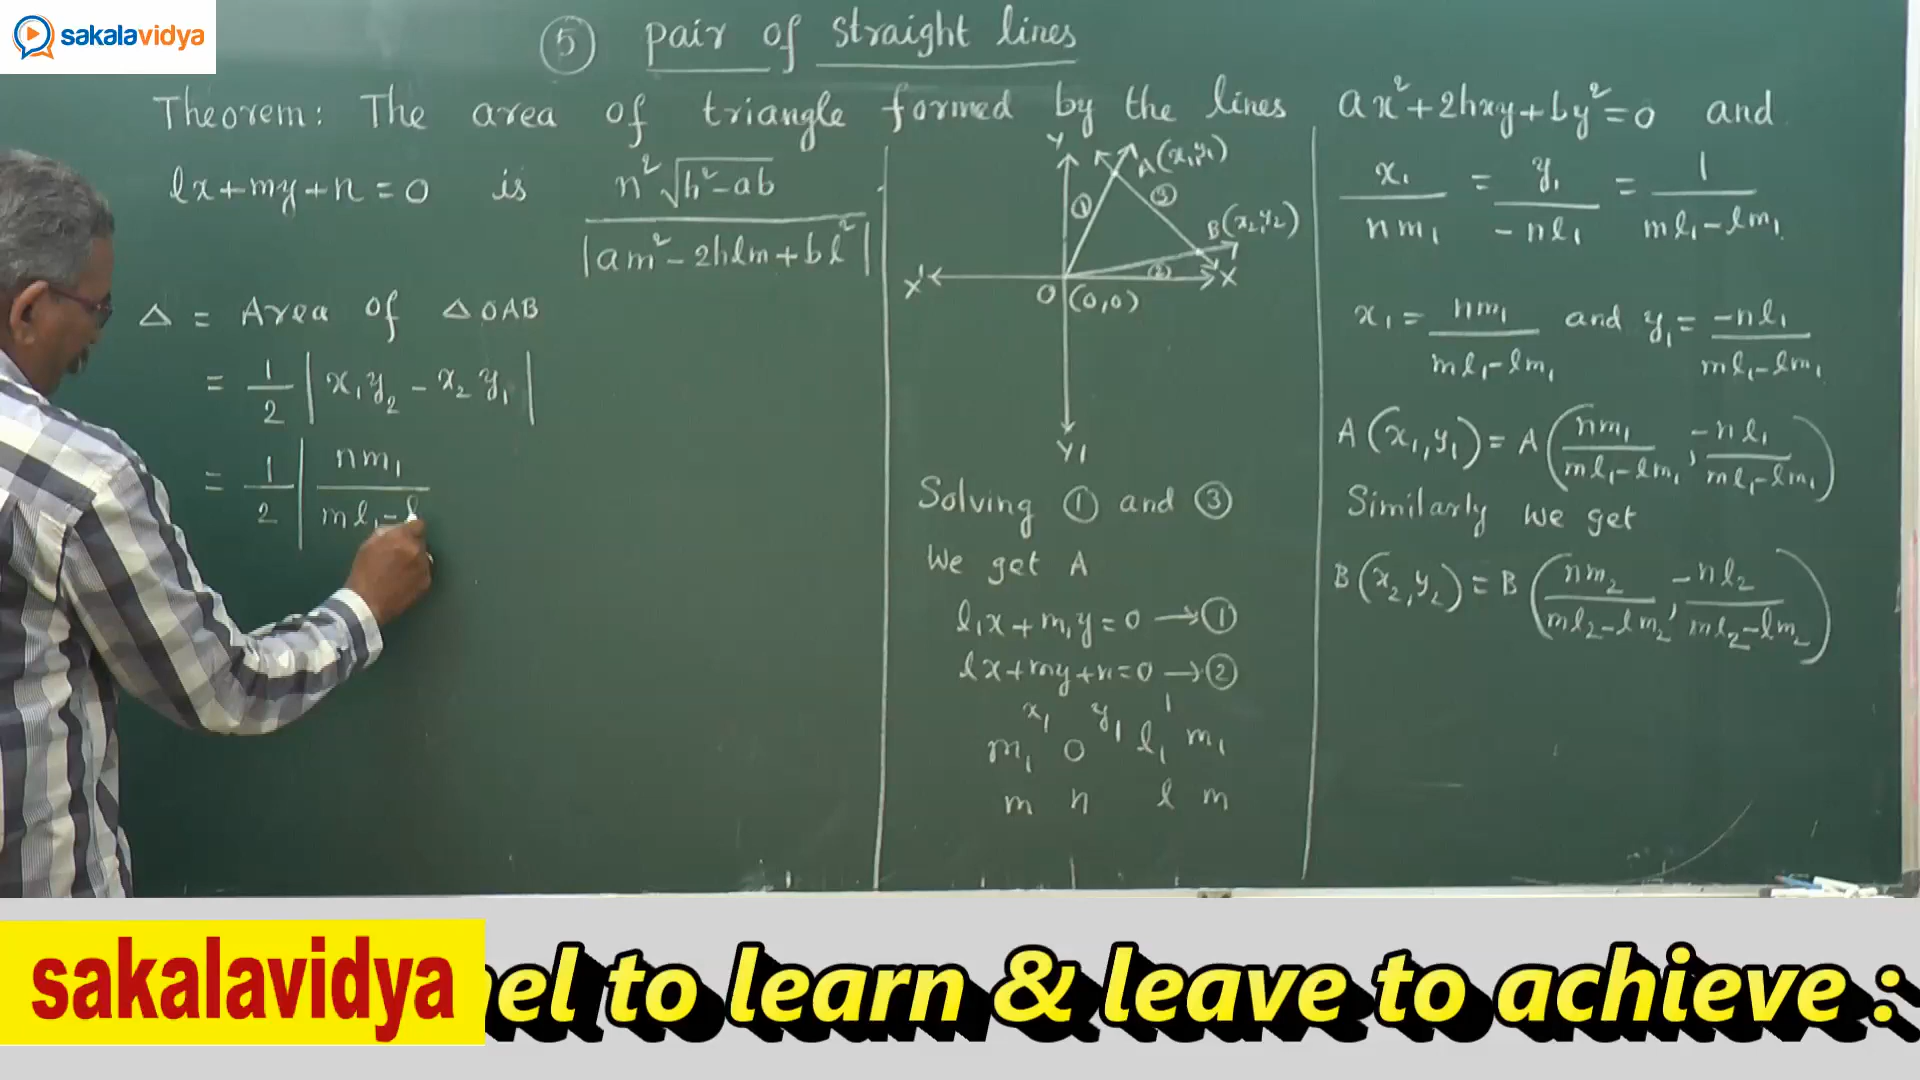 sakalavidya
⑤ pair of straight lines
Theorem: The area of triangle formed by the lines ax²+2hxy+by²=0 and
lx+my+n=0 is n²√h²-ab / |am²-2hlm+bl²|
Δ = Area of ΔOAB
= 1/2 | x₁y₂ - x₂y₁ |
= 1/2 | nm₁ / ml₁-l
Y
A(x₁,y₁)
① ③
B(x₂,y₂)
②
X' X
O (0,0)
Y₁
Solving ① and ③
We get A
l₁x+m₁y=0 → ①
lx+my+n=0 → ②
x₁ y₁ 1
m₁ 0 l₁ m₁
m n l m
x₁/nm₁ = y₁/-nl₁ = 1/ml₁-lm₁
x₁ = nm₁/ml₁-lm₁ and y₁ = -nl₁/ml₁-lm₁
A(x₁,y₁) = A(nm₁/ml₁-lm₁, -nl₁/ml₁-lm₁)
Similarly we get
B(x₂,y₂) = B(nm₂/ml₂-lm₂, -nl₂/ml₂-lm₂)
sakalavidya nel to learn & leave to achieve :